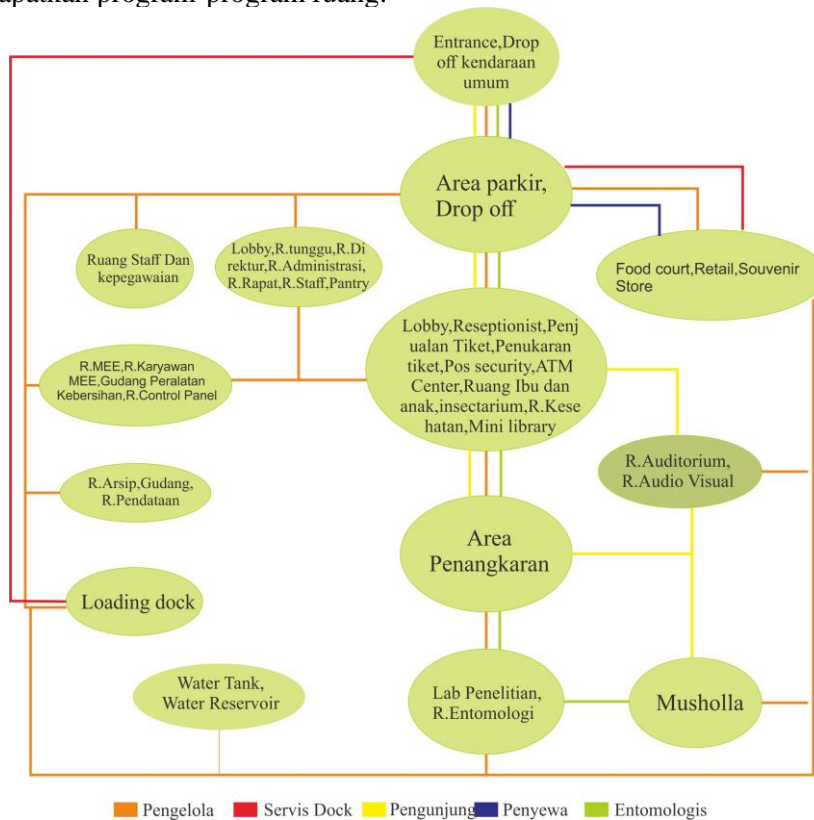 apatkan program-program ruang.
Entrance,Drop
off kendaraan
umum
Area parkir,
Drop off
Ruang Staff Dan
kepegawaian
Lobby,R.tunggu,R.Di
rektur,R.Administrasi,
R.Rapat,R.Staff,Pantry
Food court,Retail,Souvenir
Store
Lobby,Reseptionist,Penj
ualan Tiket,Penukaran
tiket,Pos security,ATM
Center,Ruang Ibu dan
anak,insectarium,R.Kese
hatan,Mini library
R.MEE,R.Karyawan
MEE,Gudang Peralatan
Kebersihan,R.Control Panel
R.Auditorium,
R.Audio Visual
R.Arsip,Gudang,
R.Pendataan
Area
Penangkaran
Loading dock
Water Tank,
Water Reservoir
Lab Penelitian,
R.Entomologi
Musholla
Pengelola
Servis Dock
Pengunjung
Penyewa
Entomologis